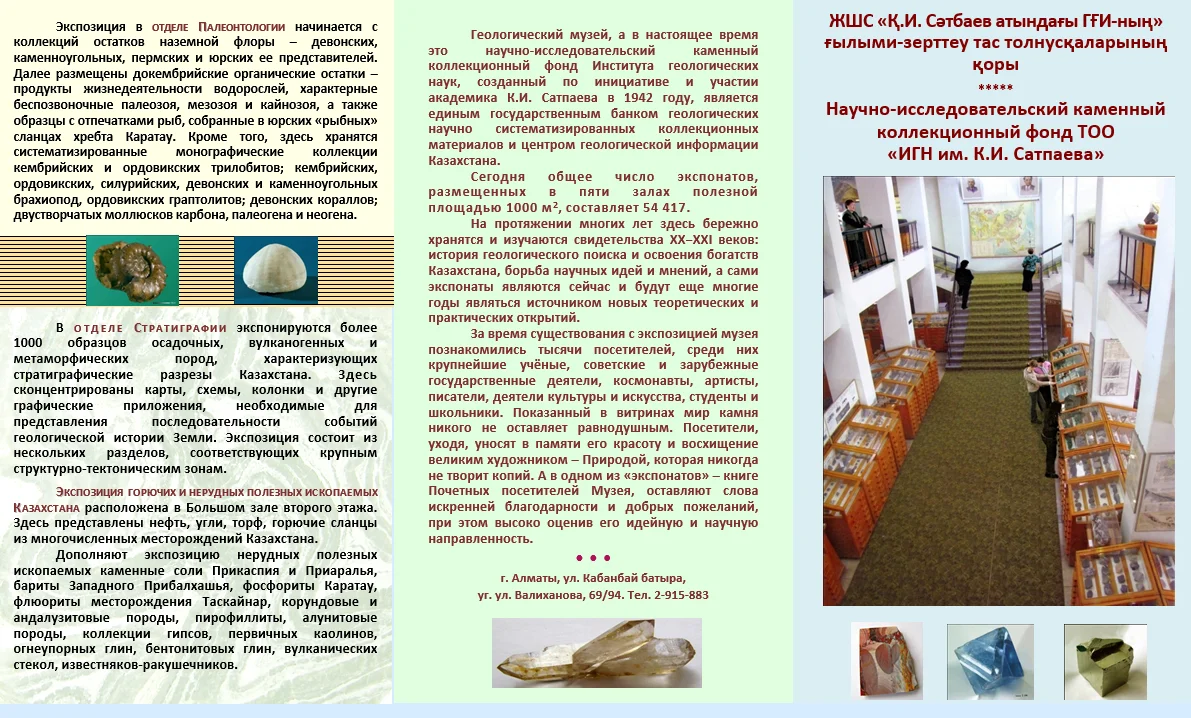 Экспозиция в ОТДЕЛЕ ПАЛЕОНТОЛОГИИ начинается с
коллекций остатков наземной флоры – девонских,
каменноугольных, пермских и юрских ее представителей.
Далее размещены докембрийские органические остатки –
продукты жизнедеятельности водорослей, характерные
беспозвоночные палеозоя, мезозоя и кайнозоя, а также
образцы с отпечатками рыб, собранные в юрских «рыбных»
сланцах хребта Каратау. Кроме того, здесь хранятся
систематизированные монографические коллекции
кембрийских и ордовикских трилобитов; кембрийских,
ордовикских, силурийских, девонских и каменноугольных
брахиопод, ордовикских граптолитов; девонских кораллов;
двустворчатых моллюсков карбона, палеогена и неогена.
В ОТДЕЛЕ СТРАТИГРАФИИ экспонируются более
1000 образцов осадочных, вулканогенных и
метаморфических пород, характеризующих
стратиграфические разрезы Казахстана. Здесь
сконцентрированы карты, схемы, колонки и другие
графические приложения, необходимые для
представления последовательности событий
геологической истории Земли. Экспозиция состоит из
нескольких разделов, соответствующих крупным
структурно-тектоническим зонам.
ЭКСПОЗИЦИЯ ГОРЮЧИХ И НЕРУДНЫХ ПОЛЕЗНЫХ ИСКОПАЕМЫХ
КАЗАХСТАНА расположена в Большом зале второго этажа.
Здесь представлены нефть, угли, торф, горючие сланцы
из многочисленных месторождений Казахстана.
Дополняют экспозицию нерудных полезных
ископаемых каменные соли Прикаспия и Приаралья,
бариты Западного Прибалхашья, фосфориты Каратау,
флюориты месторождения Таскайнар, корундовые и
андалузитовые породы, пирофиллиты, алунитовые
породы, коллекции гипсов, первичных каолинов,
огнеупорных глин, бентонитовых глин, вулканических
стекол, известняков-ракушечников.
Геологический музей, а в настоящее время
это научно-исследовательский каменный
коллекционный фонд Института геологических
наук, созданный по инициативе и участии
академика К.И. Сатпаева в 1942 году, является
единым государственным банком геологических
научно систематизированных коллекционных
материалов и центром геологической информации
Казахстана.
Сегодня общее число экспонатов,
размещенных в пяти залах полезной
площадью 1000 м², составляет 54 417.
На протяжении многих лет здесь бережно
хранятся и изучаются свидетельства XX–XXI веков:
история геологического поиска и освоения богатств
Казахстана, борьба научных идей и мнений, а сами
экспонаты являются сейчас и будут еще многие
годы являться источником новых теоретических и
практических открытий.
За время существования с экспозицией музея
познакомились тысячи посетителей, среди них
крупнейшие учёные, советские и зарубежные
государственные деятели, космонавты, артисты,
писатели, деятели культуры и искусства, студенты и
школьники. Показанный в витринах мир камня
никого не оставляет равнодушным. Посетители,
уходя, уносят в памяти его красоту и восхищение
великим художником – Природой, которая никогда
не творит копий. А в одном из «экспонатов» – книге
Почетных посетителей Музея, оставляют слова
искренней благодарности и добрых пожеланий,
при этом высоко оценив его идейную и научную
направленность.
• • •
г. Алматы, ул. Кабанбай батыра,
уг. ул. Валиханова, 69/94. Тел. 2-915-883
ЖШС «Қ.И. Сәтбаев атындағы ГҒИ-ның»
ғылыми-зерттеу тас толнусқаларының
қоры
*****
Научно-исследовательский каменный
коллекционный фонд ТОО
«ИГН им. К.И. Сатпаева»